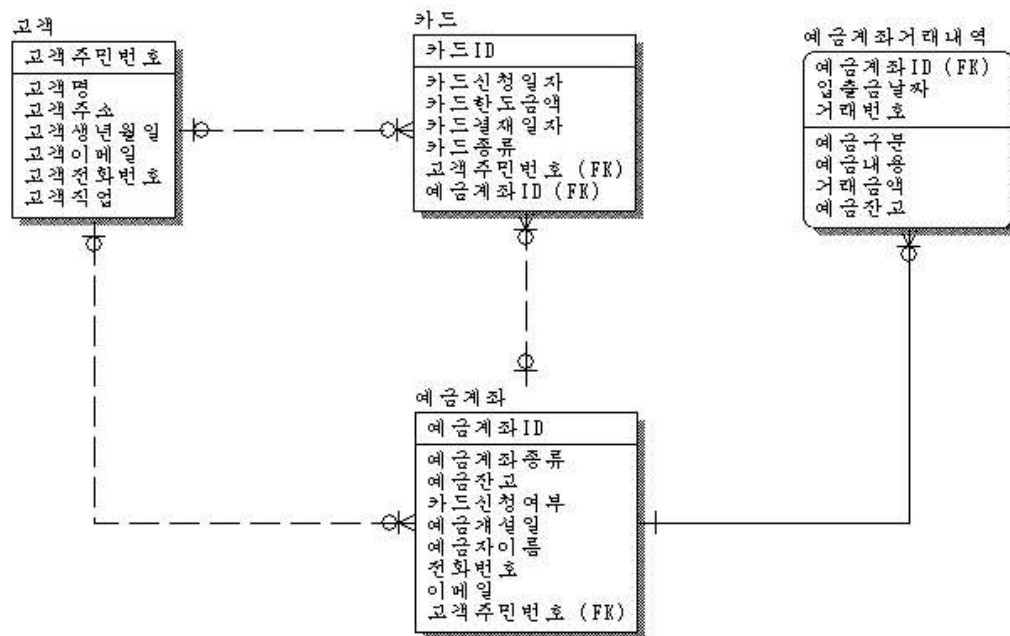 고객
고객주민번호
고객명
고객주소
고객생년월일
고객이메일
고객전화번호
고객직업
카드
카드ID
카드신청일자
카드한도금액
카드결재일자
카드종류
고객주민번호 (FK)
예금계좌ID (FK)
예금계좌거래내역
예금계좌ID (FK)
입출금날짜
거래번호
예금구분
예금내용
거래금액
예금잔고
예금계좌
예금계좌ID
예금계좌종류
예금잔고
카드신청여부
예금개설일
예금자이름
전화번호
이메일
고객주민번호 (FK)